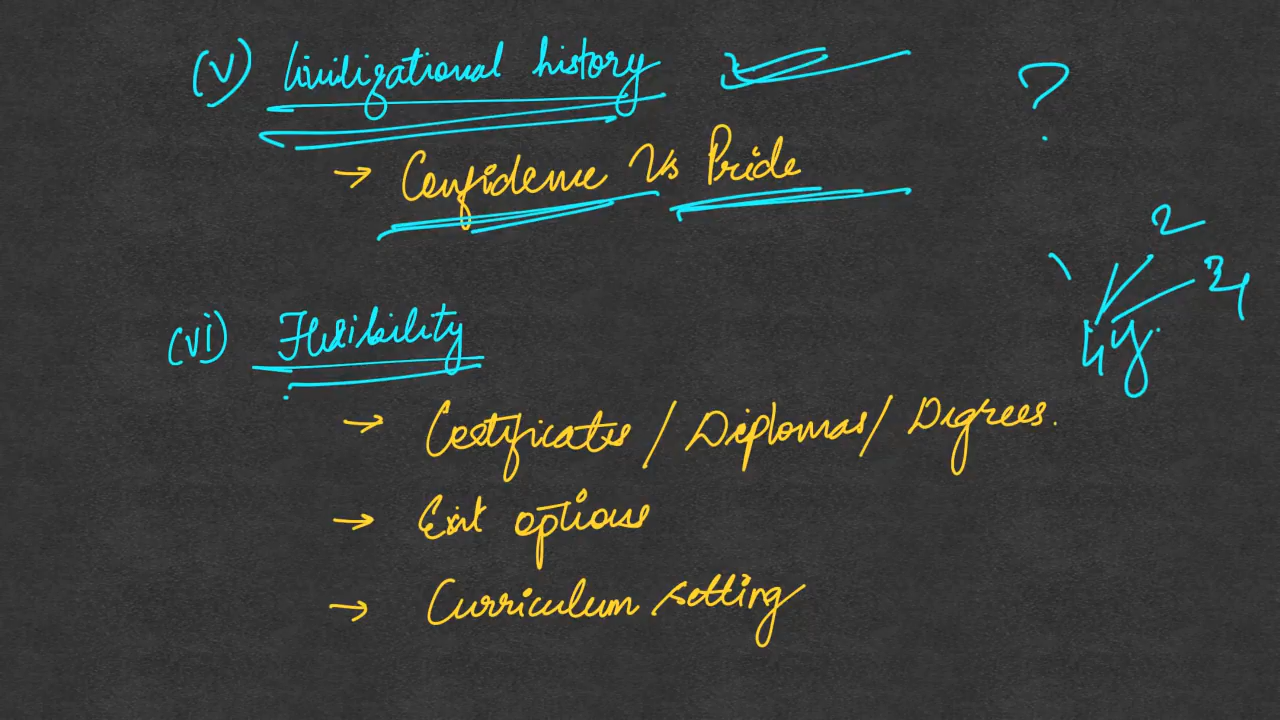 (v) Civilizational history
?
→ Confidence Vs Pride
2
3
4y.
(vi) Flexibility
→ Certificates / Diplomas / Degrees.
→ Exit options
→ Curriculum setting